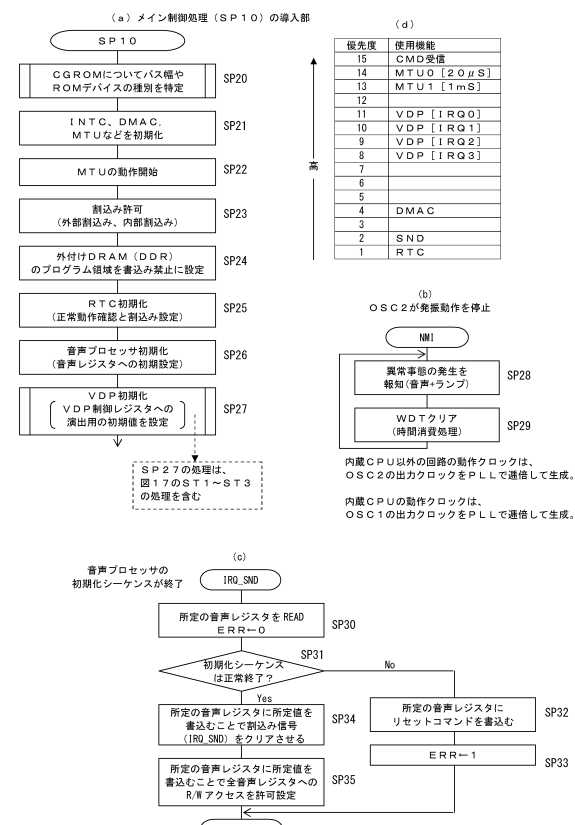 (a) メイン制御処理(SP10)の導入部
SP10
CGROMについてバス幅や
ROMデバイスの種別を特定
SP20
INTC、DMAC、
MTUなどを初期化
SP21
MTUの動作開始
SP22
割込み許可
(外部割込み、内部割込み)
SP23
外付けDRAM(DDR)
のプログラム領域を書込み禁止に設定
SP24
RTC初期化
(正常動作確認と割込み設定)
SP25
音声プロセッサ初期化
(音声レジスタへの初期設定)
SP26
VDP初期化
VDP制御レジスタへの
演出用の初期値を設定
SP27
SP27の処理は、
図17のST1~ST3
の処理を含む
(d)
優先度 使用機能
15 CMD受信
14 MTU0[20μS]
13 MTU1[1mS]
12
11 VDP[IRQ0]
10 VDP[IRQ1]
9 VDP[IRQ2]
8 VDP[IRQ3]
7
6
5
4 DMAC
3
2 SND
1 RTC
高
(b)
OSC2が発振動作を停止
NMI
異常事態の発生を
報知(音声+ランプ)
SP28
WDTクリア
(時間消費処理)
SP29
内蔵CPU以外の回路の動作クロックは、
OSC2の出力クロックをPLLで逓倍して生成。
内蔵CPUの動作クロックは、
OSC1の出力クロックをPLLで逓倍して生成。
(c)
音声プロセッサの
初期化シーケンスが終了
IRQ_SND
所定の音声レジスタを READ
ERR←0
SP30
初期化シーケンス
は正常終了?
SP31
No
Yes
所定の音声レジスタに所定値を
書込むことで割込み信号
(IRQ_SND)をクリアさせる
SP34
所定の音声レジスタに
リセットコマンドを書込む
SP32
ERR←1
SP33
所定の音声レジスタに所定値を
書込むことで全音声レジスタへの
R/Wアクセスを許可設定
SP35